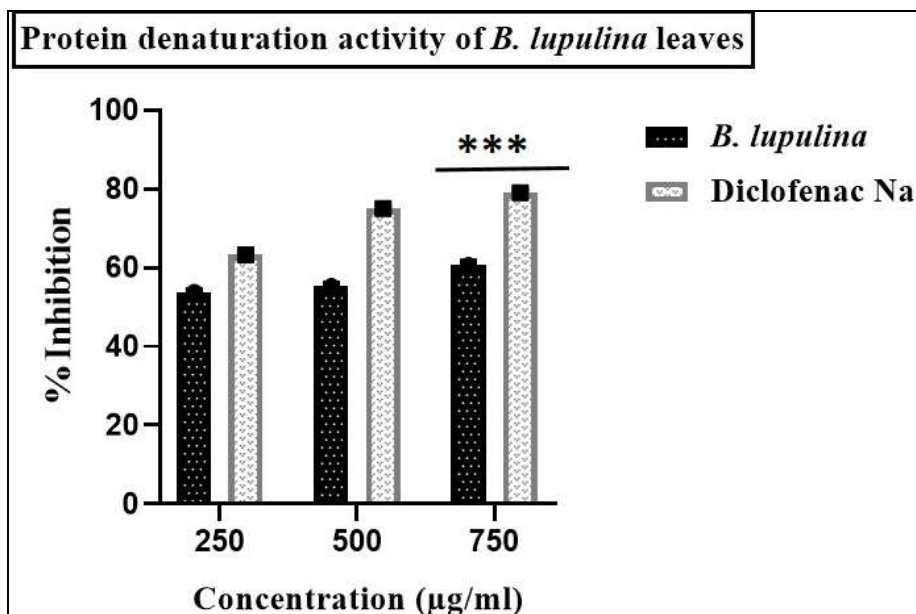 Protein denaturation activity of B. lupulina leaves
100
80
60
40
20
0
% Inhibition
***
B. lupulina
Diclofenac Na
250
500
750
Concentration (µg/ml)